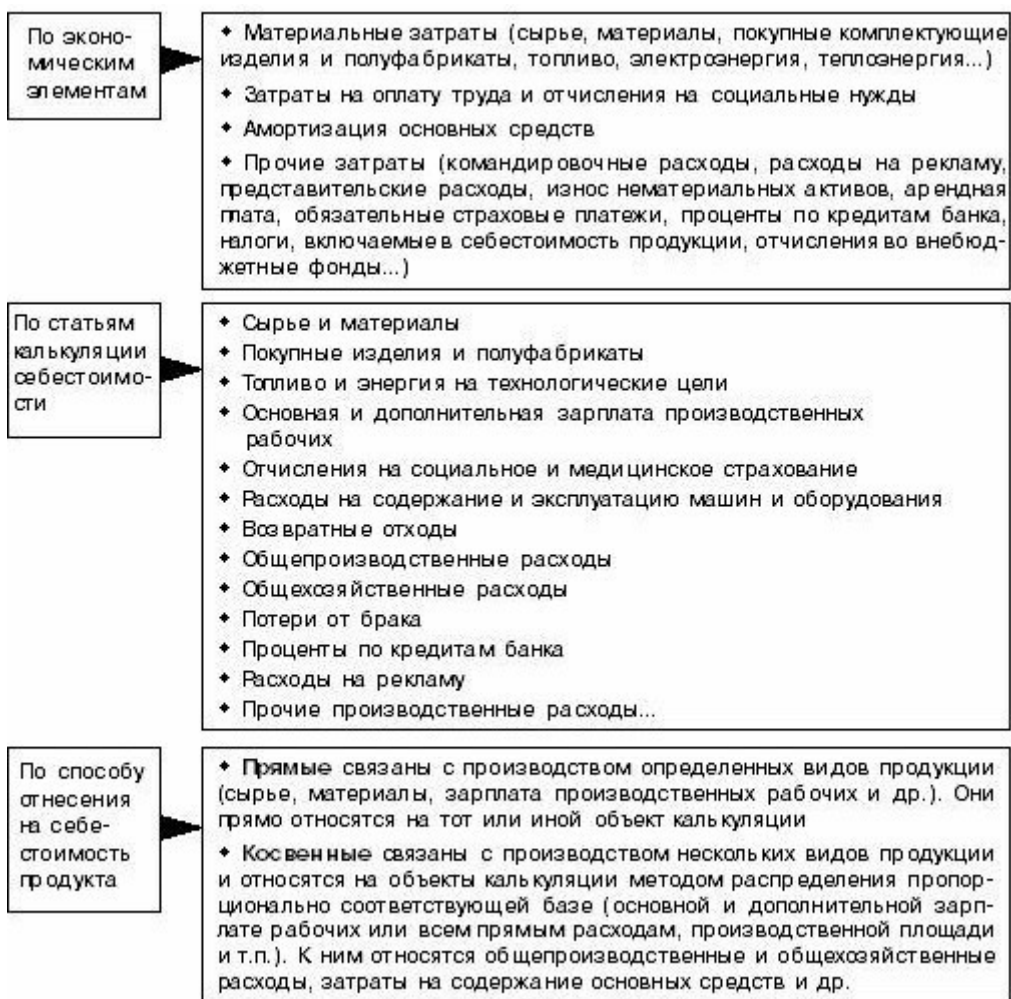 По эконо-
мическим
элементам
◆ Материальные затраты (сырье, материалы, покупные комплектующие
изделия и полуфабрикаты, топливо, электроэнергия, теплоэнергия...)
◆ Затраты на оплату труда и отчисления на социальные нужды
◆ Амортизация основных средств
◆ Прочие затраты (командировочные расходы, расходы на рекламу,
представительские расходы, износ нематериальных активов, арендная
плата, обязательные страховые платежи, проценты по кредитам банка,
налоги, включаемые в себестоимость продукции, отчисления во внебюд-
жетные фонды...)
По статьям
калькуляции
себестоимо-
сти
◆ Сырье и материалы
◆ Покупные изделия и полуфабрикаты
◆ Топливо и энергия на технологические цели
◆ Основная и дополнительная зарплата производственных
рабочих
◆ Отчисления на социальное и медицинское страхование
◆ Расходы на содержание и эксплуатацию машин и оборудования
◆ Возвратные отходы
◆ Общепроизводственные расходы
◆ Общехозяйственные расходы
◆ Потери от брака
◆ Проценты по кредитам банка
◆ Расходы на рекламу
◆ Прочие производственные расходы...
По способу
отнесения
на себе-
стоимость
продукта
◆ Прямые связаны с производством определенных видов продукции
(сырье, материалы, зарплата производственных рабочих и др.). Они
прямо относятся на тот или иной объект калькуляции
◆ Косвенные связаны с производством нескольких видов продукции
и относятся на объекты калькуляции методом распределения пропор-
ционально соответствующей базе (основной и дополнительной зарп-
лате рабочих или всем прямым расходам, производственной площади
и т.п.). К ним относятся общепроизводственные и общехозяйственные
расходы, затраты на содержание основных средств и др.